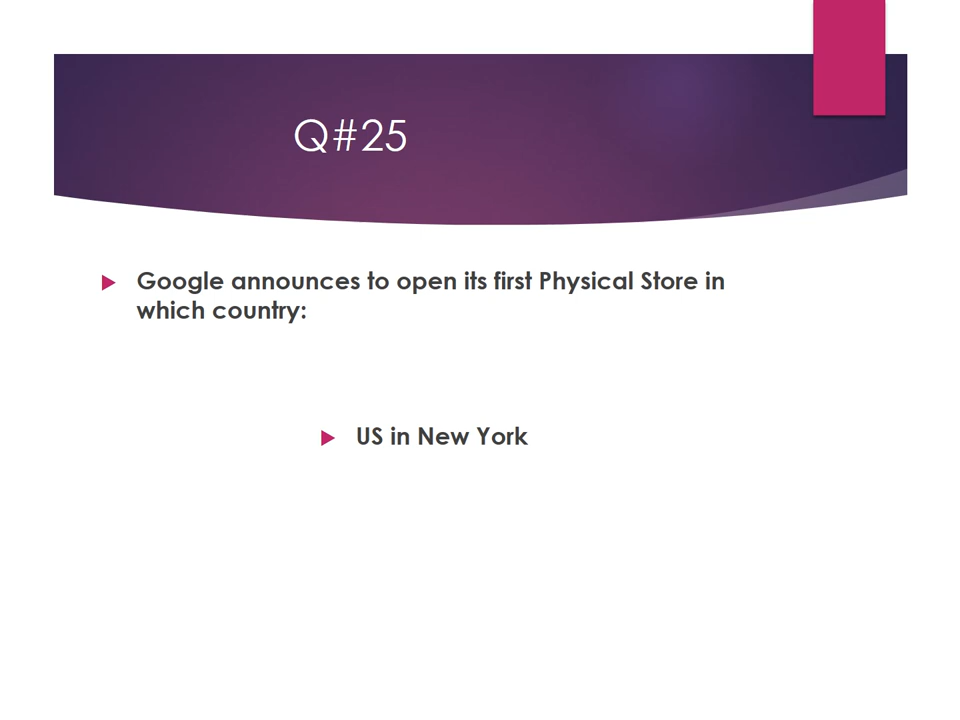 Q#25
Google announces to open its first Physical Store in
which country:
US in New York